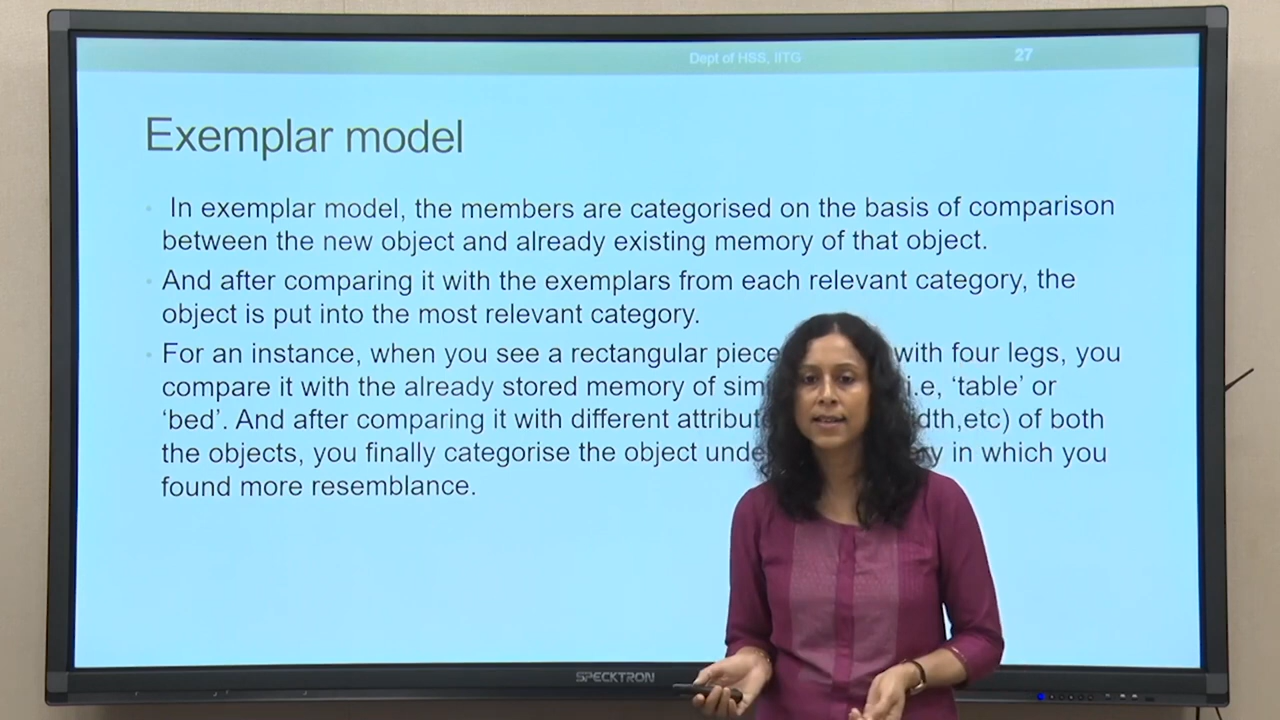 Dept of HSS, IITG 27
Exemplar model
In exemplar model, the members are categorised on the basis of comparison
between the new object and already existing memory of that object.
And after comparing it with the exemplars from each relevant category, the
object is put into the most relevant category.
For an instance, when you see a rectangular piece with four legs, you
compare it with the already stored memory of i.e, ‘table’ or
‘bed’. And after comparing it with different of both
the objects, you finally categorise the object in which you
found more resemblance.
SPECKTRON